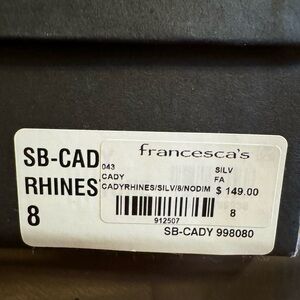 SB-CAD
RHINES
8
francesca's
043 SILV
CADY FA
CADYRHINES/SILV/8/NODIM $ 149.00
8
912507
SB-CADY 998080